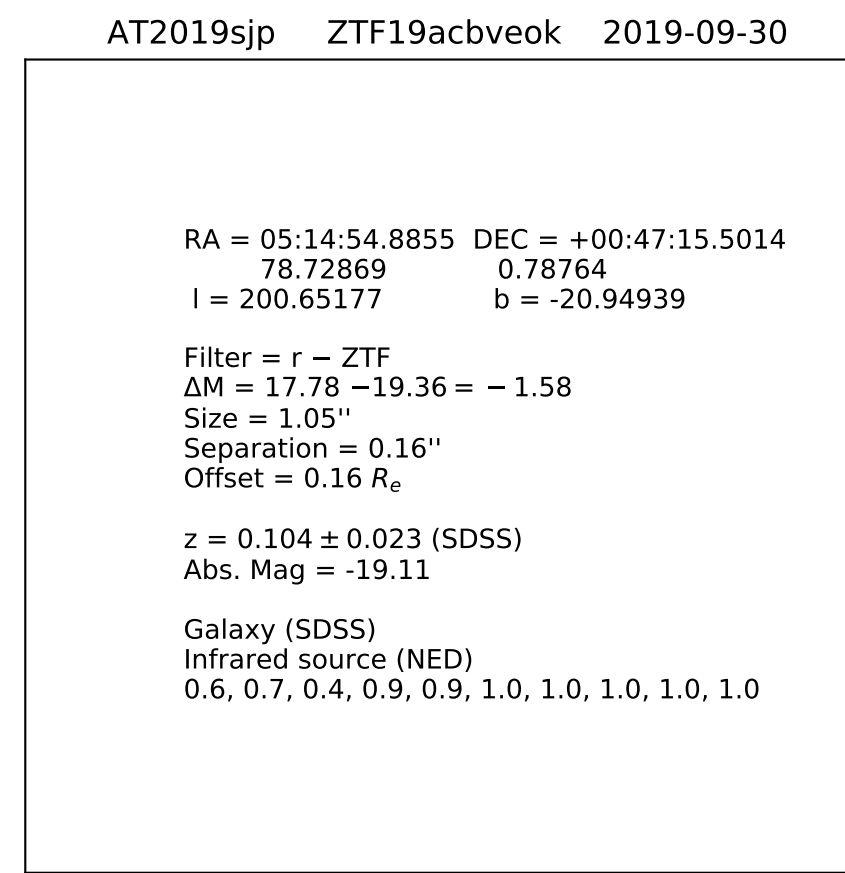 AT2019sjp ZTF19acbveok 2019-09-30
RA = 05:14:54.8855 DEC = +00:47:15.5014
78.72869 0.78764
l = 200.65177 b = -20.94939
Filter = r − ZTF
ΔM = 17.78 −19.36 = − 1.58
Size = 1.05''
Separation = 0.16''
Offset = 0.16 Rₑ
z = 0.104 ± 0.023 (SDSS)
Abs. Mag = -19.11
Galaxy (SDSS)
Infrared source (NED)
0.6, 0.7, 0.4, 0.9, 0.9, 1.0, 1.0, 1.0, 1.0, 1.0